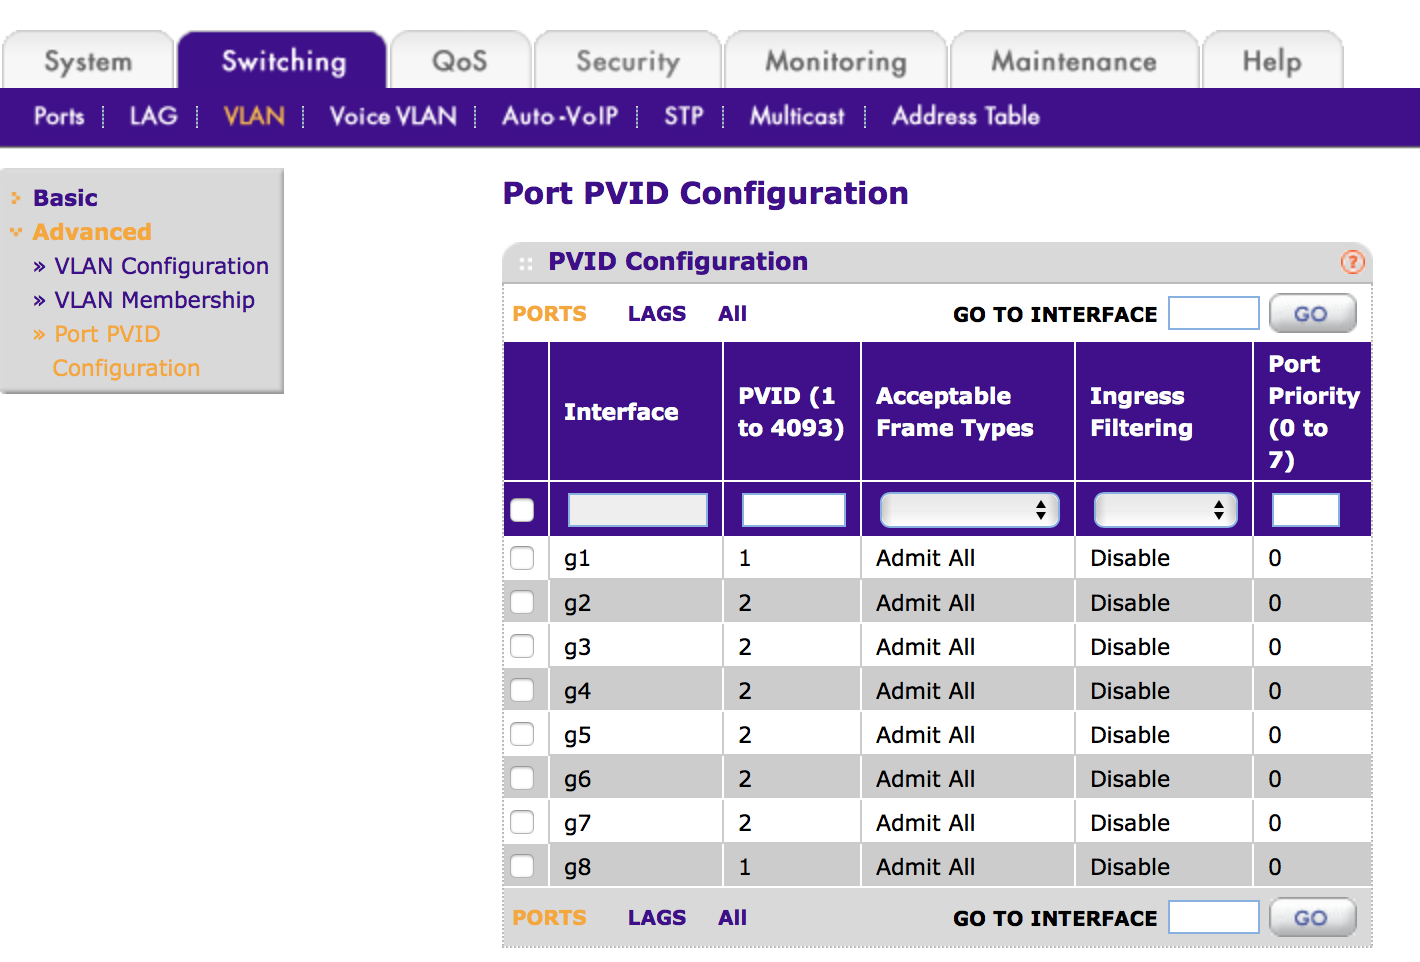 System Switching QoS Security Monitoring Maintenance Help
Ports LAG VLAN Voice VLAN Auto-VoIP STP Multicast Address Table
Basic
Advanced
» VLAN Configuration
» VLAN Membership
» Port PVID
Configuration
Port PVID Configuration
PVID Configuration ?
PORTS LAGS All GO TO INTERFACE GO
Interface PVID (1 to 4093) Acceptable Frame Types Ingress Filtering Port Priority (0 to 7)
g1 1 Admit All Disable 0
g2 2 Admit All Disable 0
g3 2 Admit All Disable 0
g4 2 Admit All Disable 0
g5 2 Admit All Disable 0
g6 2 Admit All Disable 0
g7 2 Admit All Disable 0
g8 1 Admit All Disable 0
PORTS LAGS All GO TO INTERFACE GO